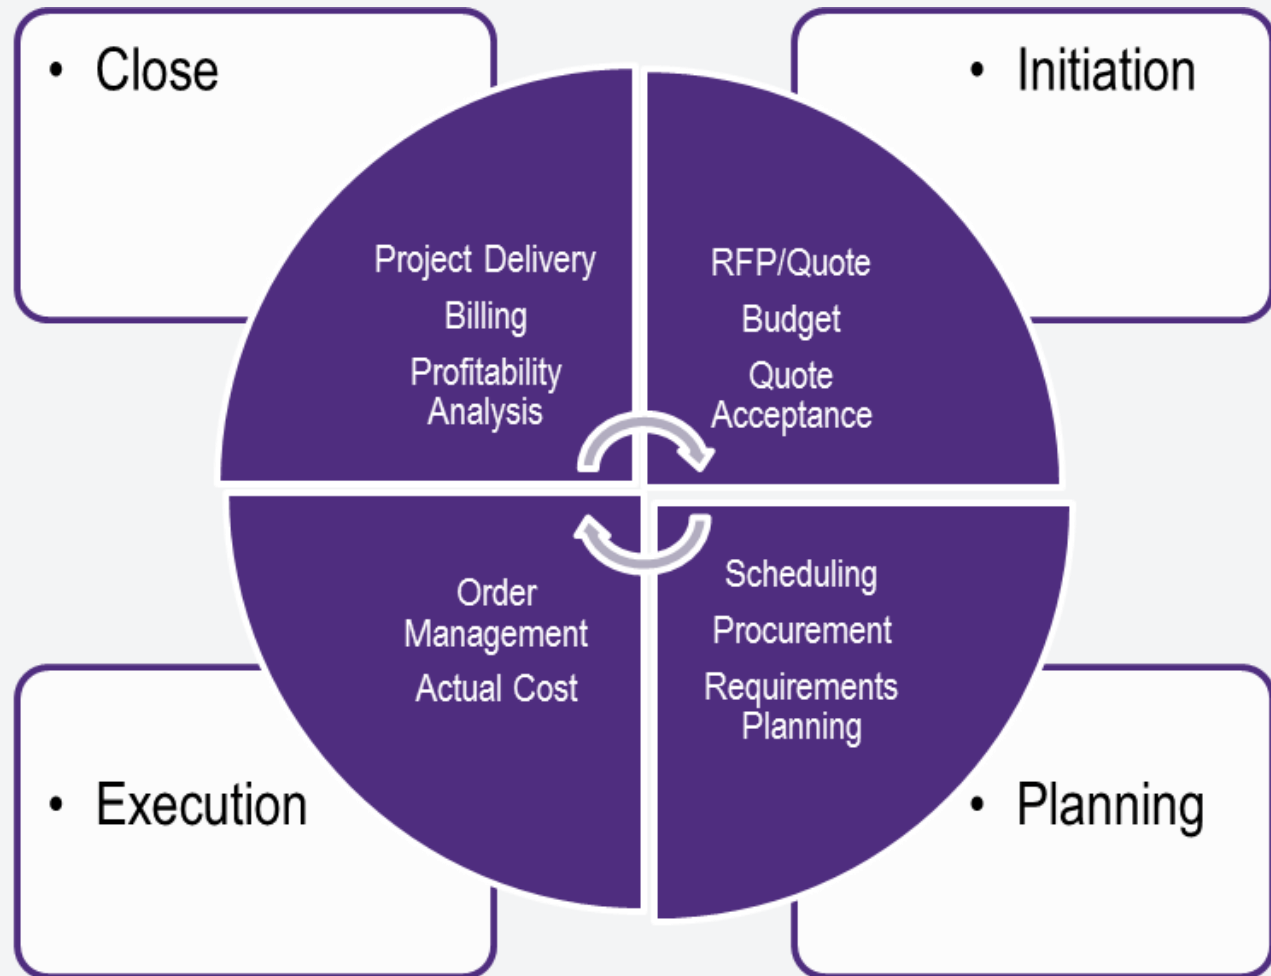 • Close
• Initiation
Project Delivery
Billing
Profitability
Analysis
RFP/Quote
Budget
Quote
Acceptance
Order
Management
Actual Cost
Scheduling
Procurement
Requirements
Planning
• Execution
• Planning